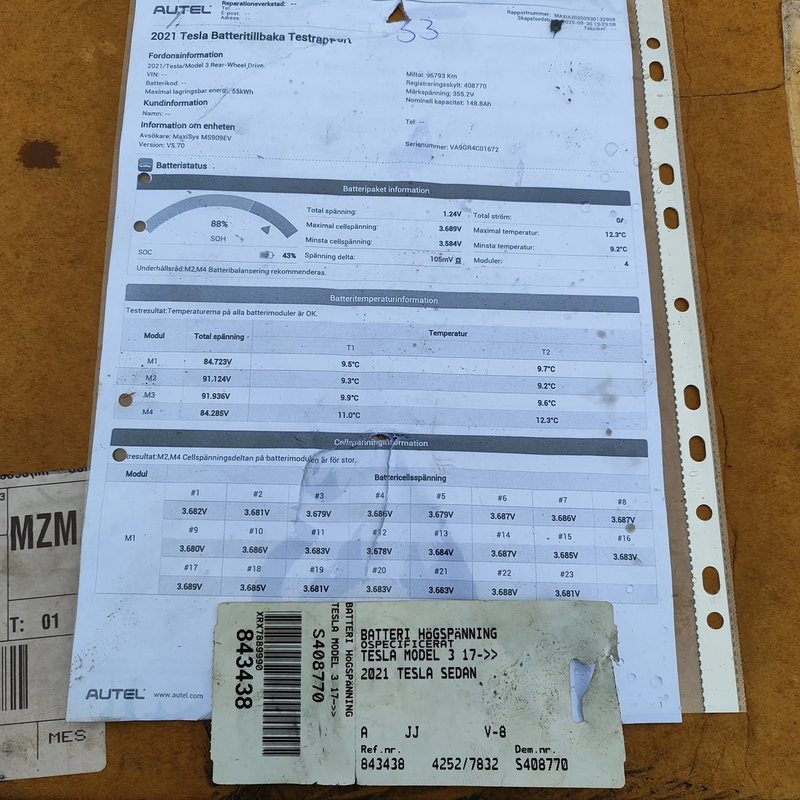 AUTEL
Reparationsverkstad: --
Tel: --
E-post: --
Adress: --
33
Rapportnummer:
2021 Tesla Batteritillbaka Testrapport
Fordonsinformation
2021/Tesla/Model 3 Rear-Wheel Drive
VIN: --
Batterikod: --
Maximal lagringsbar energi: 55kWh
Miltal: 96793 Km
Registreringsskylt: 408770
Märkspänning: 355.2V
Nominell kapacitet: 148.8Ah
Kundinformation
Namn: --
Tel: --
Information om enheten
Avsökare: MaxiSys MS909EV
Version: V5.70
Serienummer: VA9GR4C01672
Batteristatus
Batteripaket information
88%
SOH
SOC 43%
Total spänning: 1.24V
Maximal cellspänning: 3.689V
Minsta cellspänning: 3.584V
Spänning delta: 105mV
Total ström: 0/
Maximal temperatur: 12.3°C
Minsta temperatur: 9.2°C
Moduler: 4
Underhållsråd:M2,M4 Batteribalansering rekommenderas.
Batteritemperaturinformation
Testresultat:Temperaturerna på alla batterimoduler är OK.
Modul Total spänning Temperatur
T1 T2
M1 84.723V 9.5°C 9.7°C
M2 91.124V 9.3°C 9.2°C
M3 91.936V 9.9°C 9.6°C
M4 84.285V 11.0°C 12.3°C
Cellspänninginformation
tresultat:M2,M4 Cellspänningsdeltan på batterimodulen är för stor.
Modul Battericellsspänning
#1 #2 #3 #4 #5 #6 #7 #8
3.682V 3.681V 3.679V 3.686V 3.679V 3.687V 3.686V 3.687V
#9 #10 #11 #12 #13 #14 #15 #16
M1 3.680V 3.686V 3.683V 3.678V 3.684V 3.687V 3.685V 3.683V
#17 #18 #19 #20 #21 #22 #23
3.689V 3.685V 3.681V 3.683V 3.683V 3.688V 3.681V
AUTEL www.autel.com
MZM
T: 01
MES
843438
XRX7889990
S408770
TESLA MODEL 3 17->>
BATTERI HÖGSPÄNNING
BATTERI HÖGSPÄNNING
OSPECIFICERAT
TESLA MODEL 3 17->>
2021 TESLA SEDAN
A JJ V-8
Ref.nr. Dem.nr.
843438 4252/7832 S408770